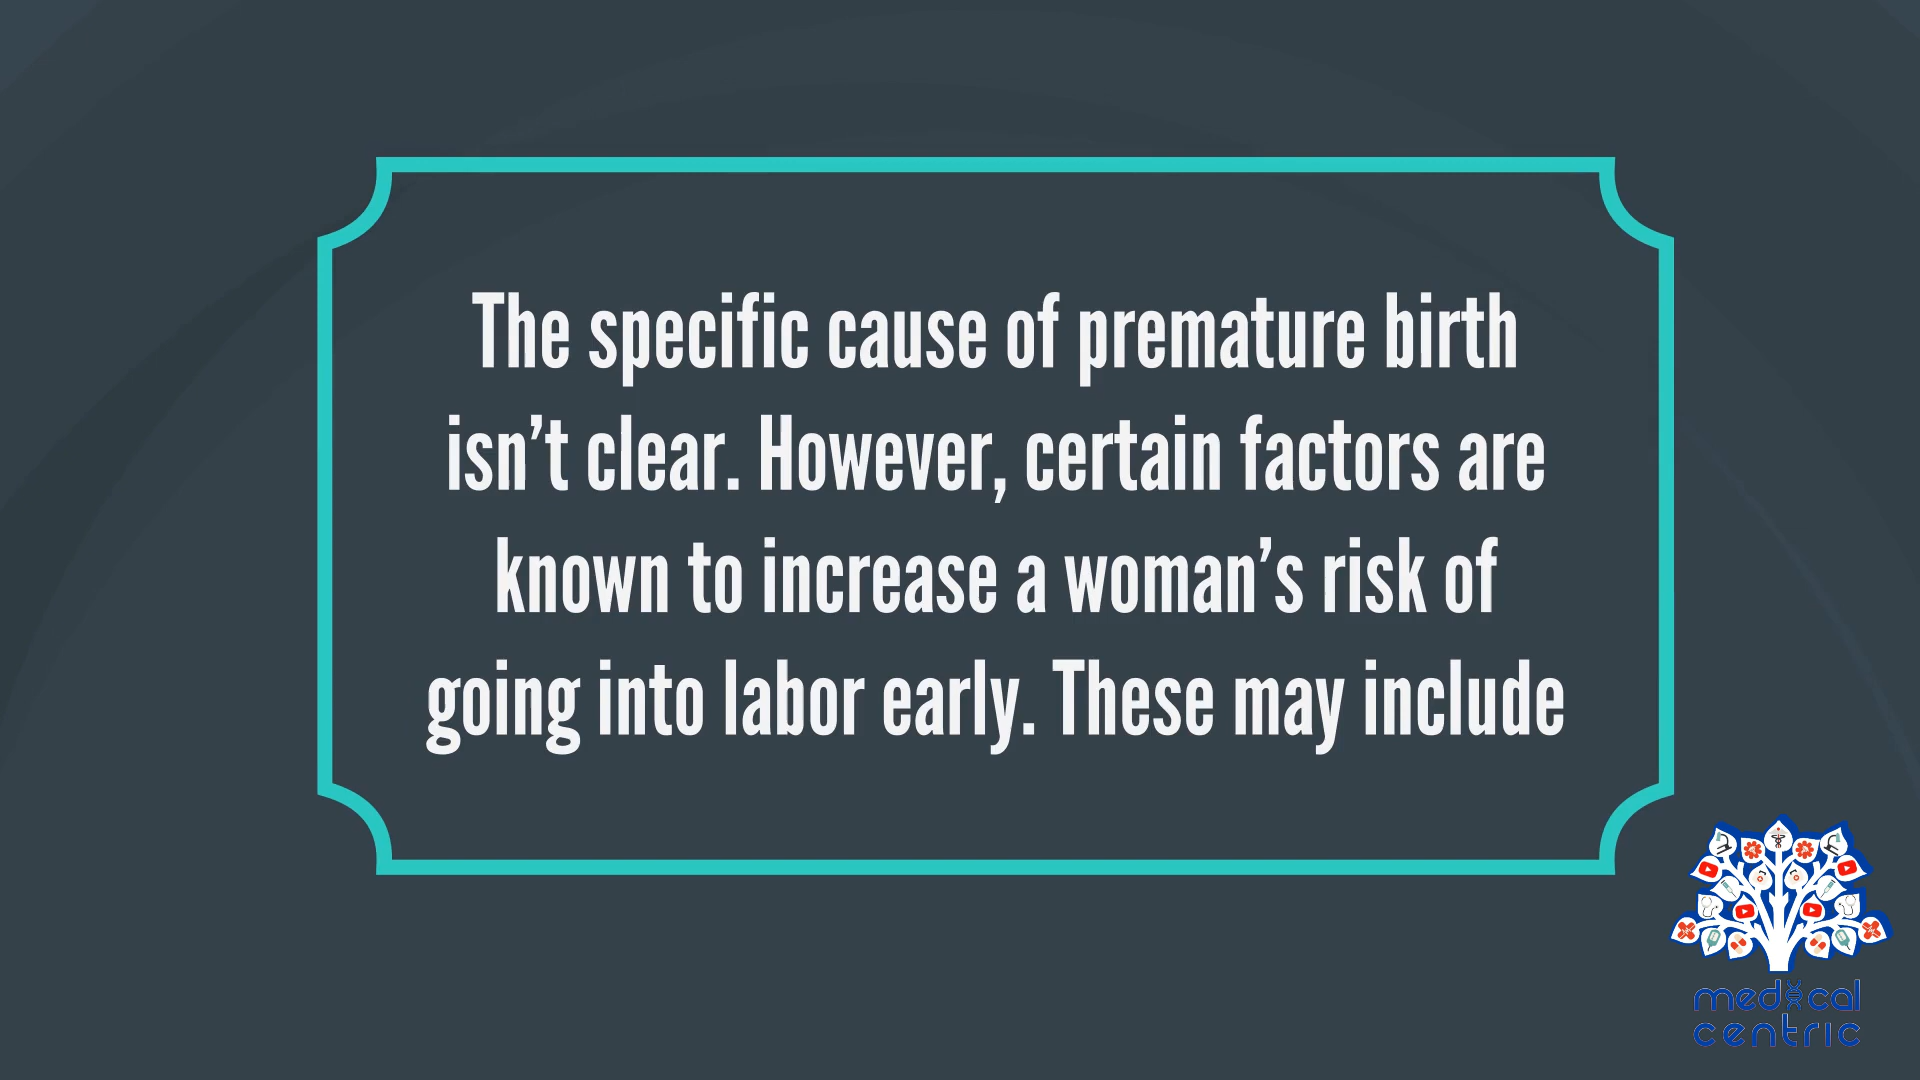 The specific cause of premature birth
isn’t clear. However, certain factors are
known to increase a woman’s risk of
going into labor early. These may include
medical
centric